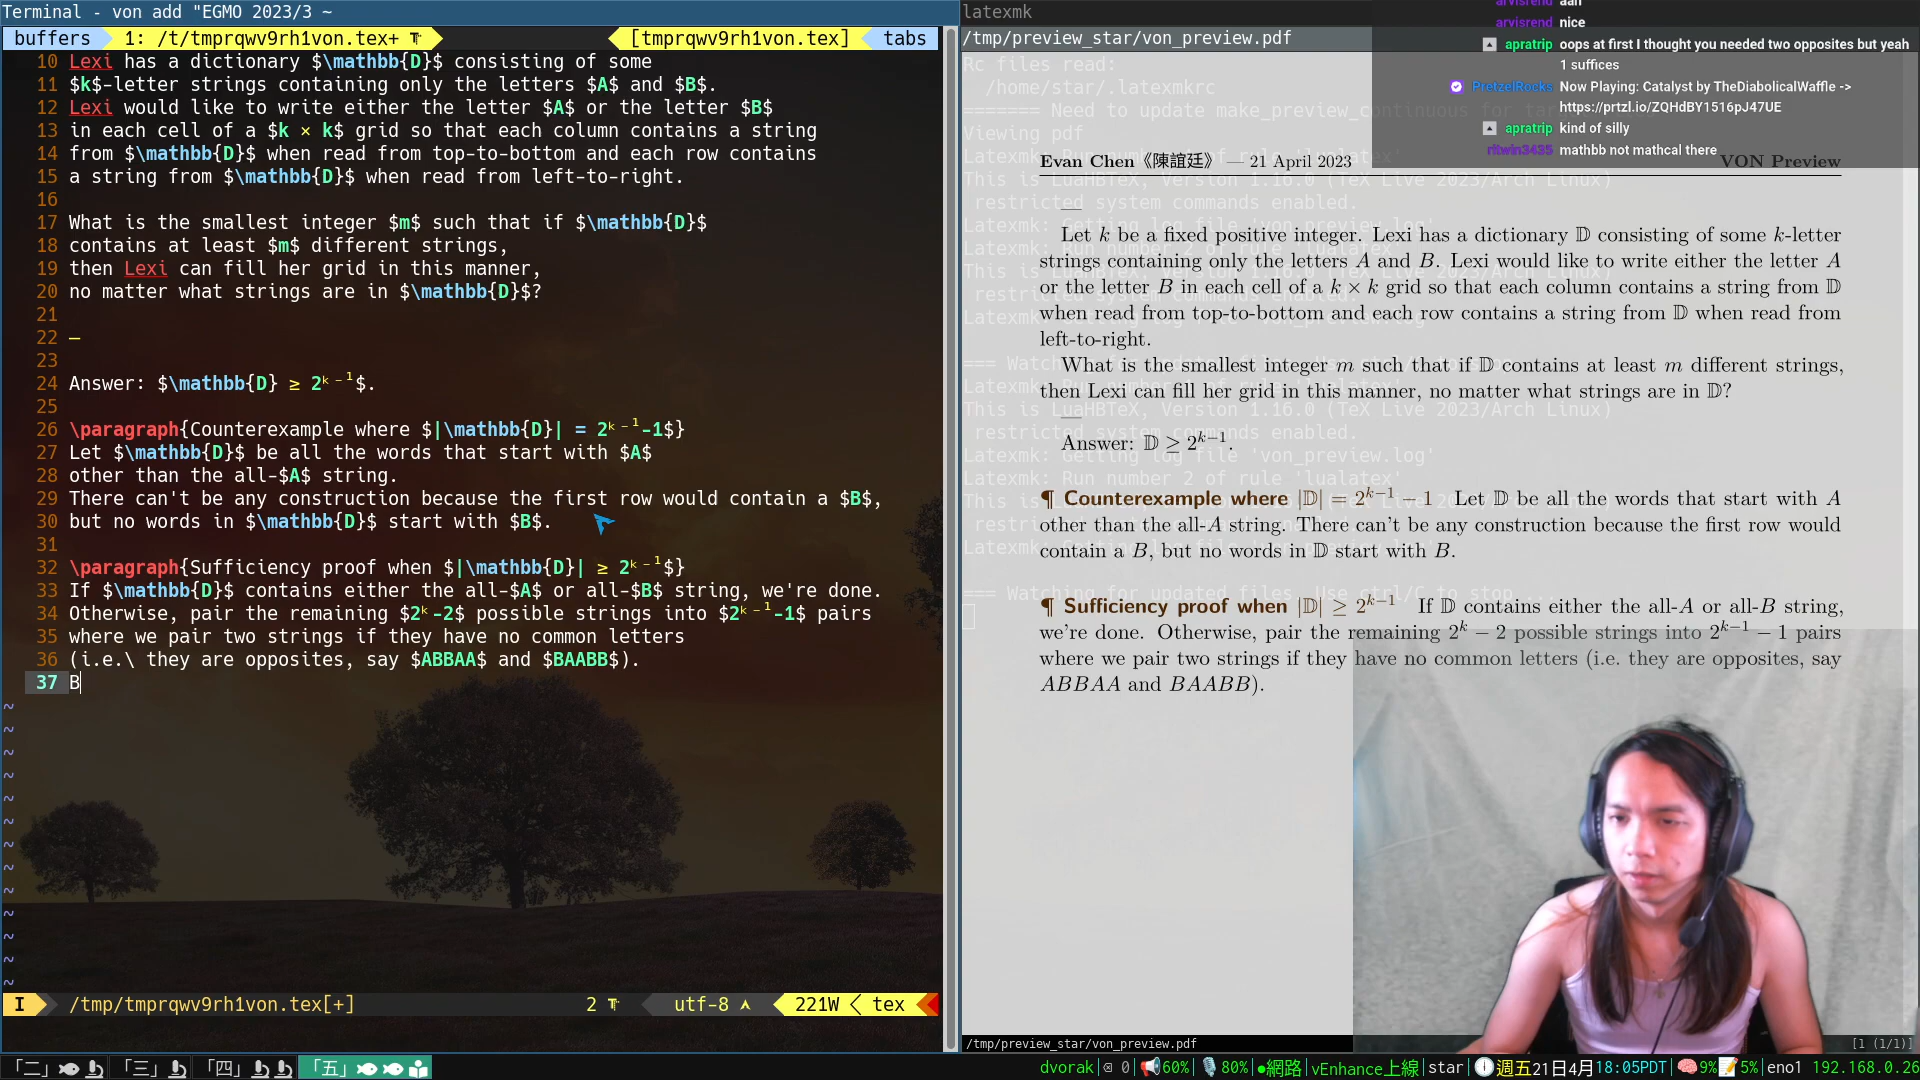 Terminal - von add "EGMO 2023/3 ~
buffers 1: /t/tmprqwv9rh1von.tex+ [tmprqwv9rh1von.tex] tabs
10 Lexi has a dictionary $\mathbb{D}$ consisting of some
11 $k$-letter strings containing only the letters $A$ and $B$.
12 Lexi would like to write either the letter $A$ or the letter $B$
13 in each cell of a $k × k$ grid so that each column contains a string
14 from $\mathbb{D}$ when read from top-to-bottom and each row contains
15 a string from $\mathbb{D}$ when read from left-to-right.
16
17 What is the smallest integer $m$ such that if $\mathbb{D}$
18 contains at least $m$ different strings,
19 then Lexi can fill her grid in this manner,
20 no matter what strings are in $\mathbb{D}$?
21
22 —
23
24 Answer: $\mathbb{D} ≥ 2ᵏ⁻¹$.
25
26 \paragraph{Counterexample where $|\mathbb{D}| = 2ᵏ⁻¹-1$}
27 Let $\mathbb{D}$ be all the words that start with $A$
28 other than the all-$A$ string.
29 There can't be any construction because the first row would contain a $B$,
30 but no words in $\mathbb{D}$ start with $B$.
31
32 \paragraph{Sufficiency proof when $|\mathbb{D}| ≥ 2ᵏ⁻¹$}
33 If $\mathbb{D}$ contains either the all-$A$ or all-$B$ string, we're done.
34 Otherwise, pair the remaining $2ᵏ-2$ possible strings into $2ᵏ⁻¹-1$ pairs
35 where we pair two strings if they have no common letters
36 (i.e.\ they are opposites, say $ABBAA$ and $BAABB$).
37 B
I /tmp/tmprqwv9rh1von.tex[+] 2 utf-8 221W tex
latexmk
/tmp/preview_star/von_preview.pdf
Rc files read:
/home/star/.latexmkrc
Viewing pdf
arvisrend aah
arvisrend nice
apratrip oops at first I thought you needed two opposites but yeah
1 suffices
PretzelRocks Now Playing: Catalyst by TheDiabolicalWaffle ->
https://prtzl.io/ZQHdBY1516pJ47UE
apratrip kind of silly
ritwin3435 mathbb not mathcal there
Evan Chen《陳誼廷》 — 21 April 2023 VON Preview
—
Let k be a fixed positive integer. Lexi has a dictionary 𝔻 consisting of some k-letter
strings containing only the letters A and B. Lexi would like to write either the letter A
or the letter B in each cell of a k × k grid so that each column contains a string from 𝔻
when read from top-to-bottom and each row contains a string from 𝔻 when read from
left-to-right.
What is the smallest integer m such that if 𝔻 contains at least m different strings,
then Lexi can fill her grid in this manner, no matter what strings are in 𝔻?
—
Answer: 𝔻 ≥ 2ᵏ⁻¹.
¶ Counterexample where |𝔻| = 2ᵏ⁻¹ − 1 Let 𝔻 be all the words that start with A
other than the all-A string. There can't be any construction because the first row would
contain a B, but no words in 𝔻 start with B.
¶ Sufficiency proof when |𝔻| ≥ 2ᵏ⁻¹ If 𝔻 contains either the all-A or all-B string,
we're done. Otherwise, pair the remaining 2ᵏ − 2 possible strings into 2ᵏ⁻¹ − 1 pairs
where we pair two strings if they have no common letters (i.e. they are opposites, say
ABBAA and BAABB).
/tmp/preview_star/von_preview.pdf [1 (1/1)]
「二」 「三」 「四」 「五」 dvorak 0 60% 80% 網路 vEnhance上線 star 週五21日4月18:05PDT 9% 5% eno1 192.168.0.26